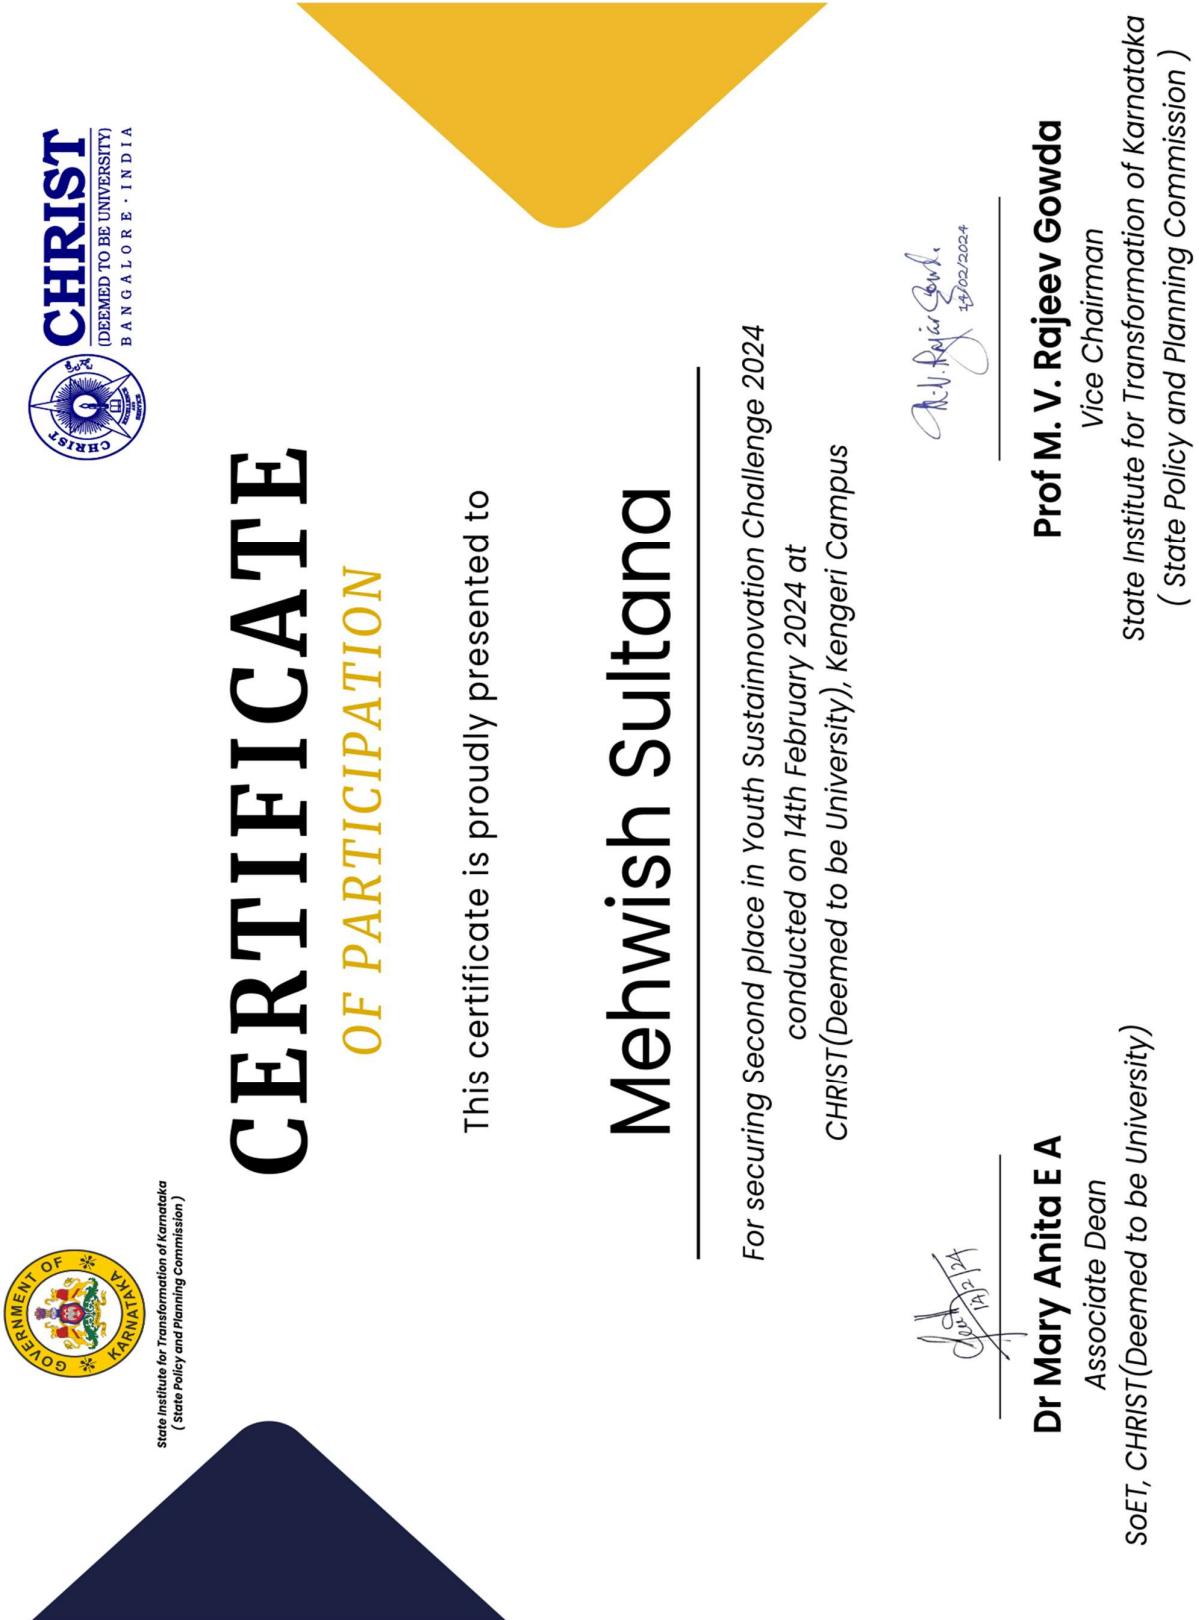 GOVERNMENT OF
KARNATAKA
State Institute for Transformation of Karnataka
( State Policy and Planning Commission )
CHRIST
ಕ್ರೈಸ್ಟ್
CHRIST
(DEEMED TO BE UNIVERSITY)
BANGALORE · INDIA
CERTIFICATE
OF PARTICIPATION
This certificate is proudly presented to
Mehwish Sultana
For securing Second place in Youth Sustainnovation Challenge 2024
conducted on 14th February 2024 at
CHRIST(Deemed to be University), Kengeri Campus
14/2/24
Dr Mary Anita E A
Associate Dean
SoET, CHRIST(Deemed to be University)
M. V. Rajeev Gowda
14/02/2024
Prof M. V. Rajeev Gowda
Vice Chairman
State Institute for Transformation of Karnataka
( State Policy and Planning Commission )